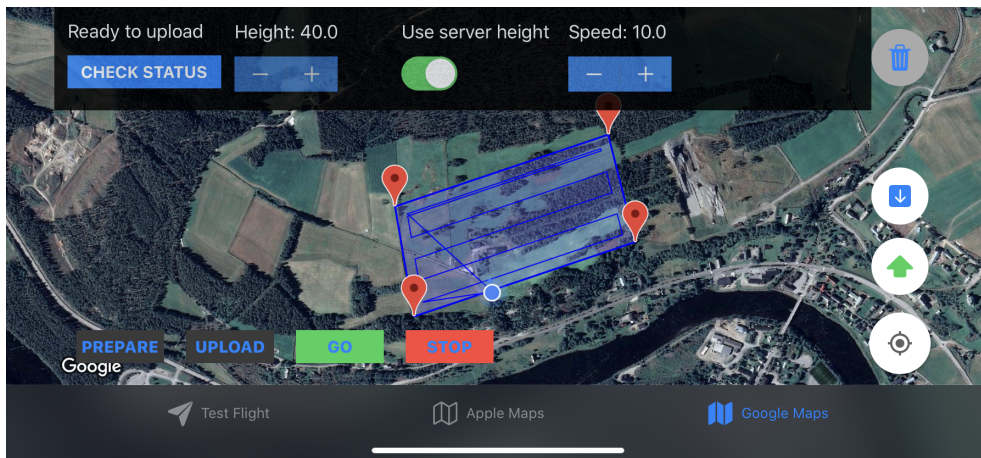 Ready to upload Height: 40.0 Use server height Speed: 10.0
CHECK STATUS − + − +
PREPARE UPLOAD GO STOP
Google
Test Flight Apple Maps Google Maps